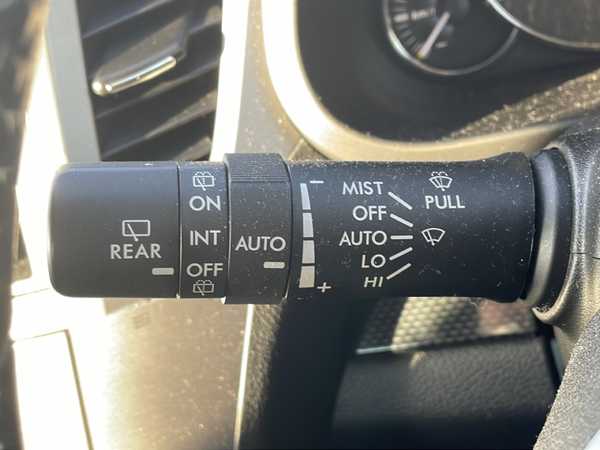 REAR
ON
INT
OFF
AUTO
- +
MIST
OFF
AUTO
LO
HI
PULL